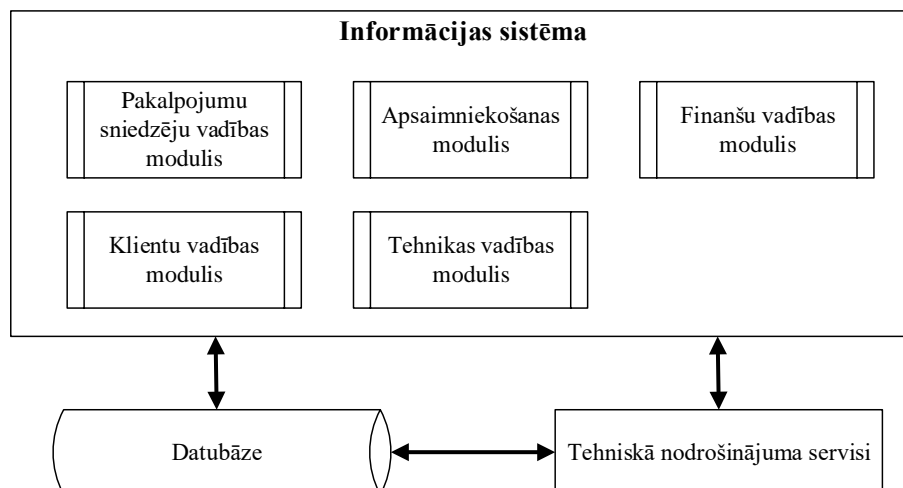 Informācijas sistēma
Pakalpojumu
sniedzēju vadības
modulis
Apsaimniekošanas
modulis
Finanšu vadības
modulis
Klientu vadības
modulis
Tehnikas vadības
modulis
Datubāze
Tehniskā nodrošinājuma servisi